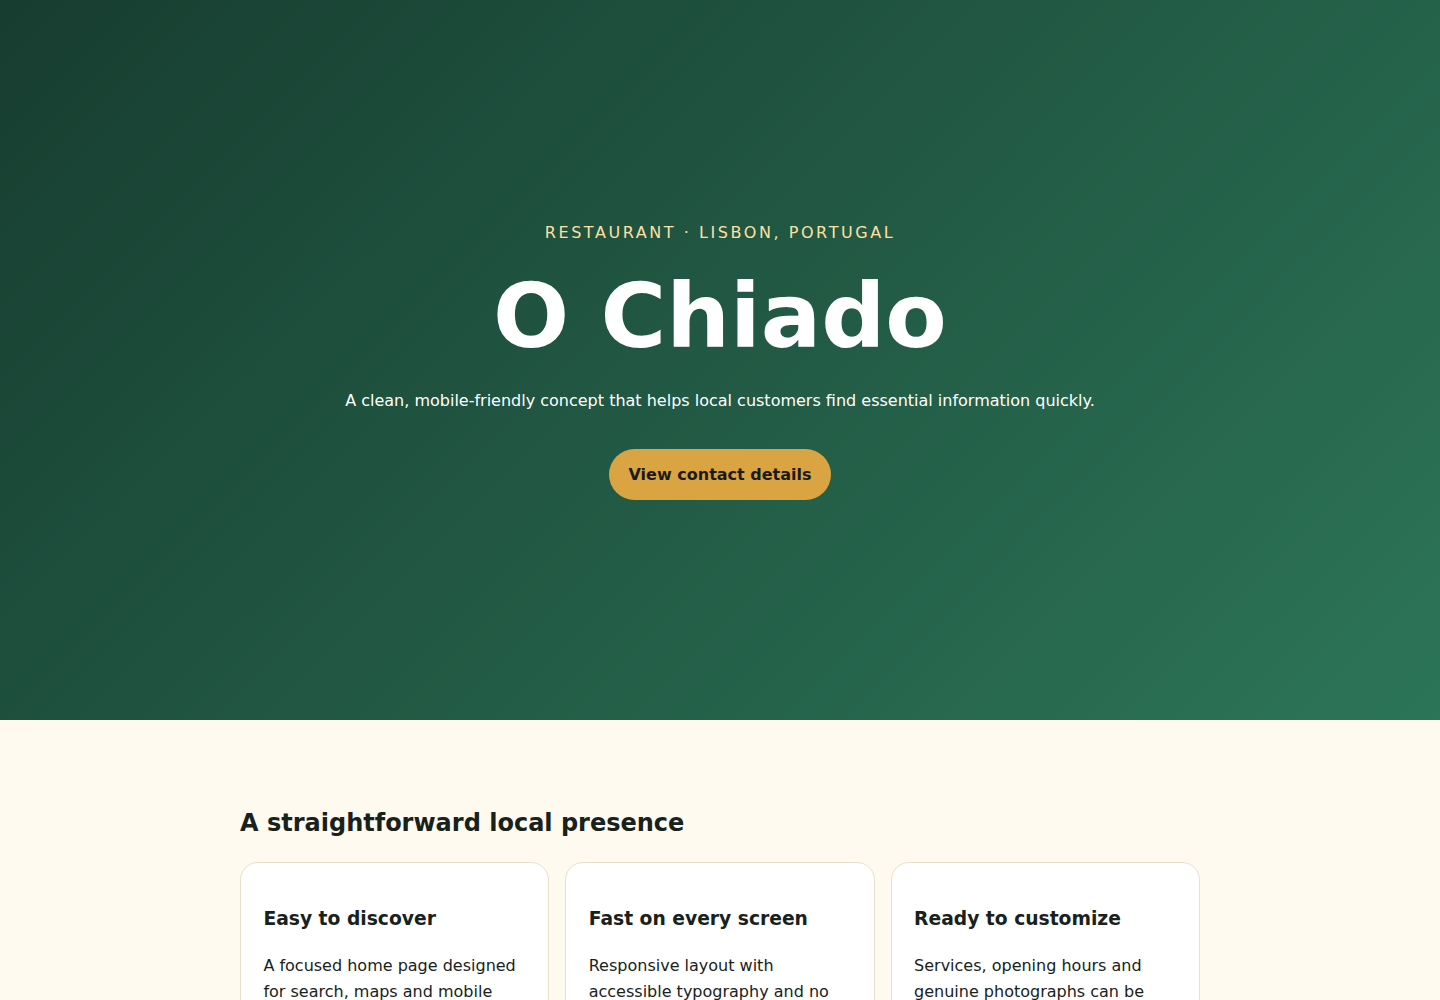 RESTAURANT · LISBON, PORTUGAL
O Chiado
A clean, mobile-friendly concept that helps local customers find essential information quickly.
View contact details
A straightforward local presence
Easy to discover
A focused home page designed
for search, maps and mobile
Fast on every screen
Responsive layout with
accessible typography and no
Ready to customize
Services, opening hours and
genuine photographs can be